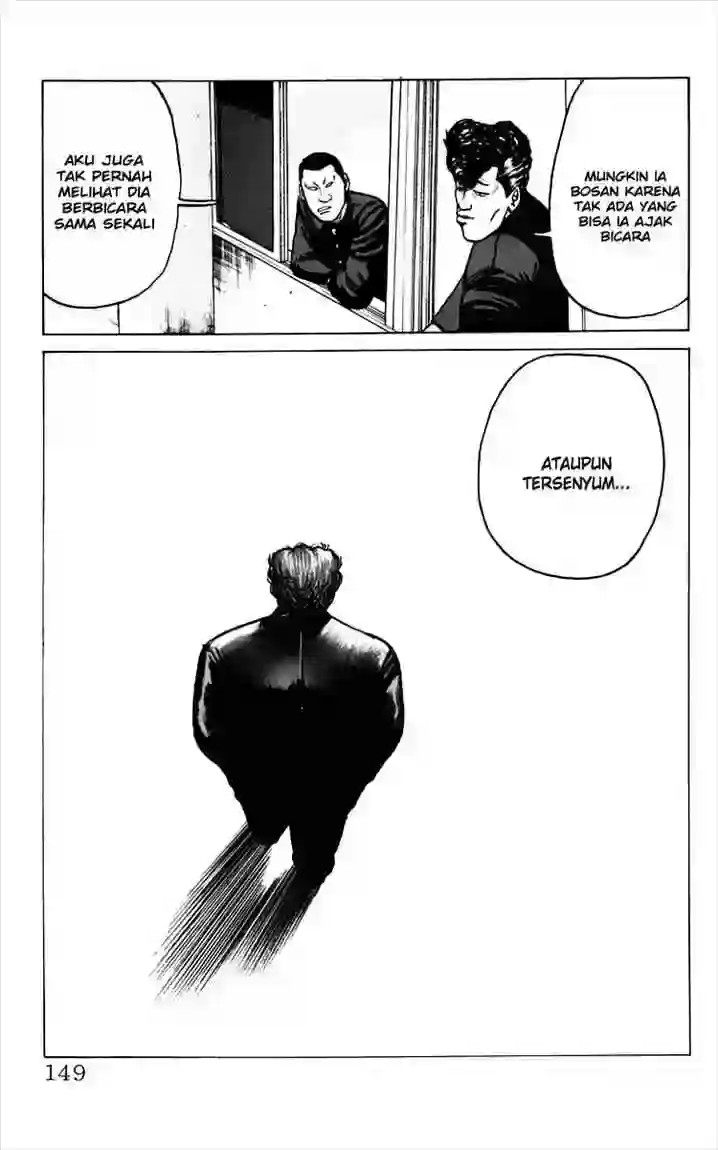 MUNGKIN IA
BOSAN KARENA
TAK ADA YANG
BISA IA AJAK
BICARA
AKU JUGA
TAK PERNAH
MELIHAT DIA
BERBICARA
SAMA SEKALI
ATAUPUN
TERSENYUM...
149